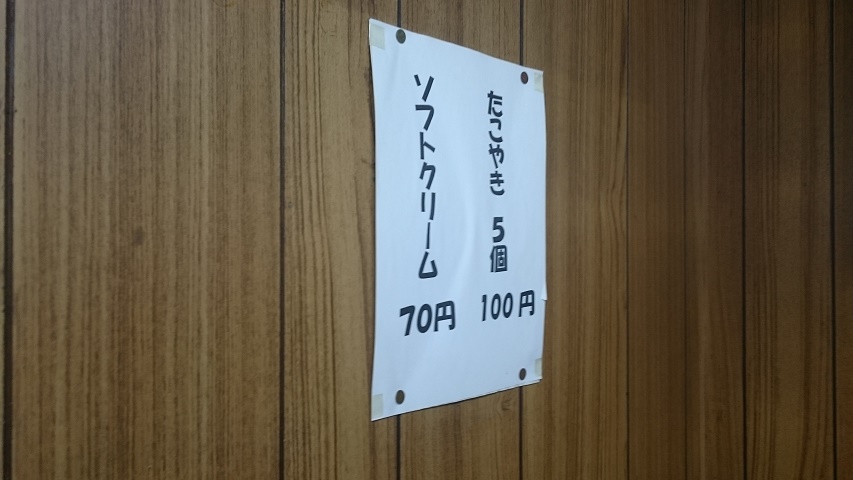 たこやき 5個
100円
ソフトクリーム
70円